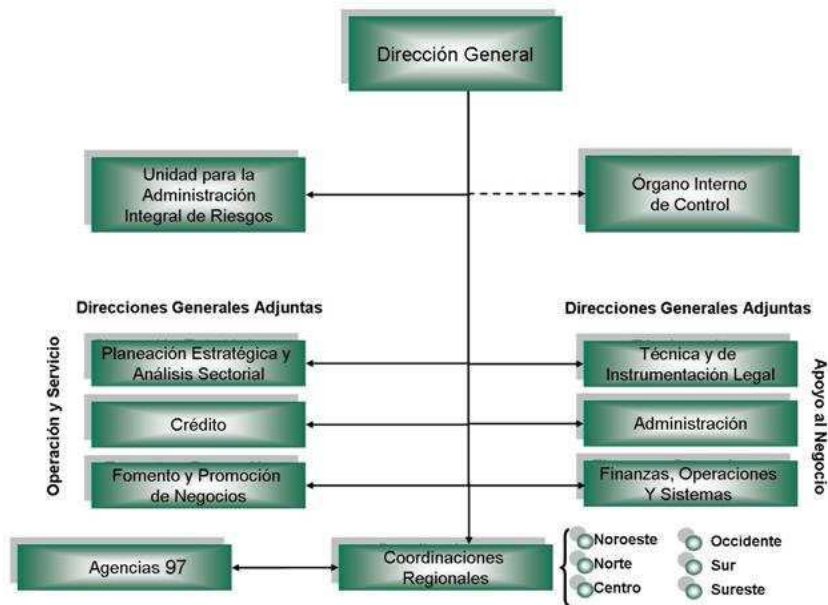 Dirección General
Unidad para la
Administración
Integral de Riesgos
Órgano Interno
de Control
Direcciones Generales Adjuntas
Direcciones Generales Adjuntas
Operación y Servicio
Planeación Estratégica y
Análisis Sectorial
Técnica y de
Instrumentación Legal
Apoyo al Negocio
Crédito
Administración
Fomento y Promoción
de Negocios
Finanzas, Operaciones
Y Sistemas
Agencias 97
Coordinaciones
Regionales
Noroeste
Norte
Centro
Occidente
Sur
Sureste